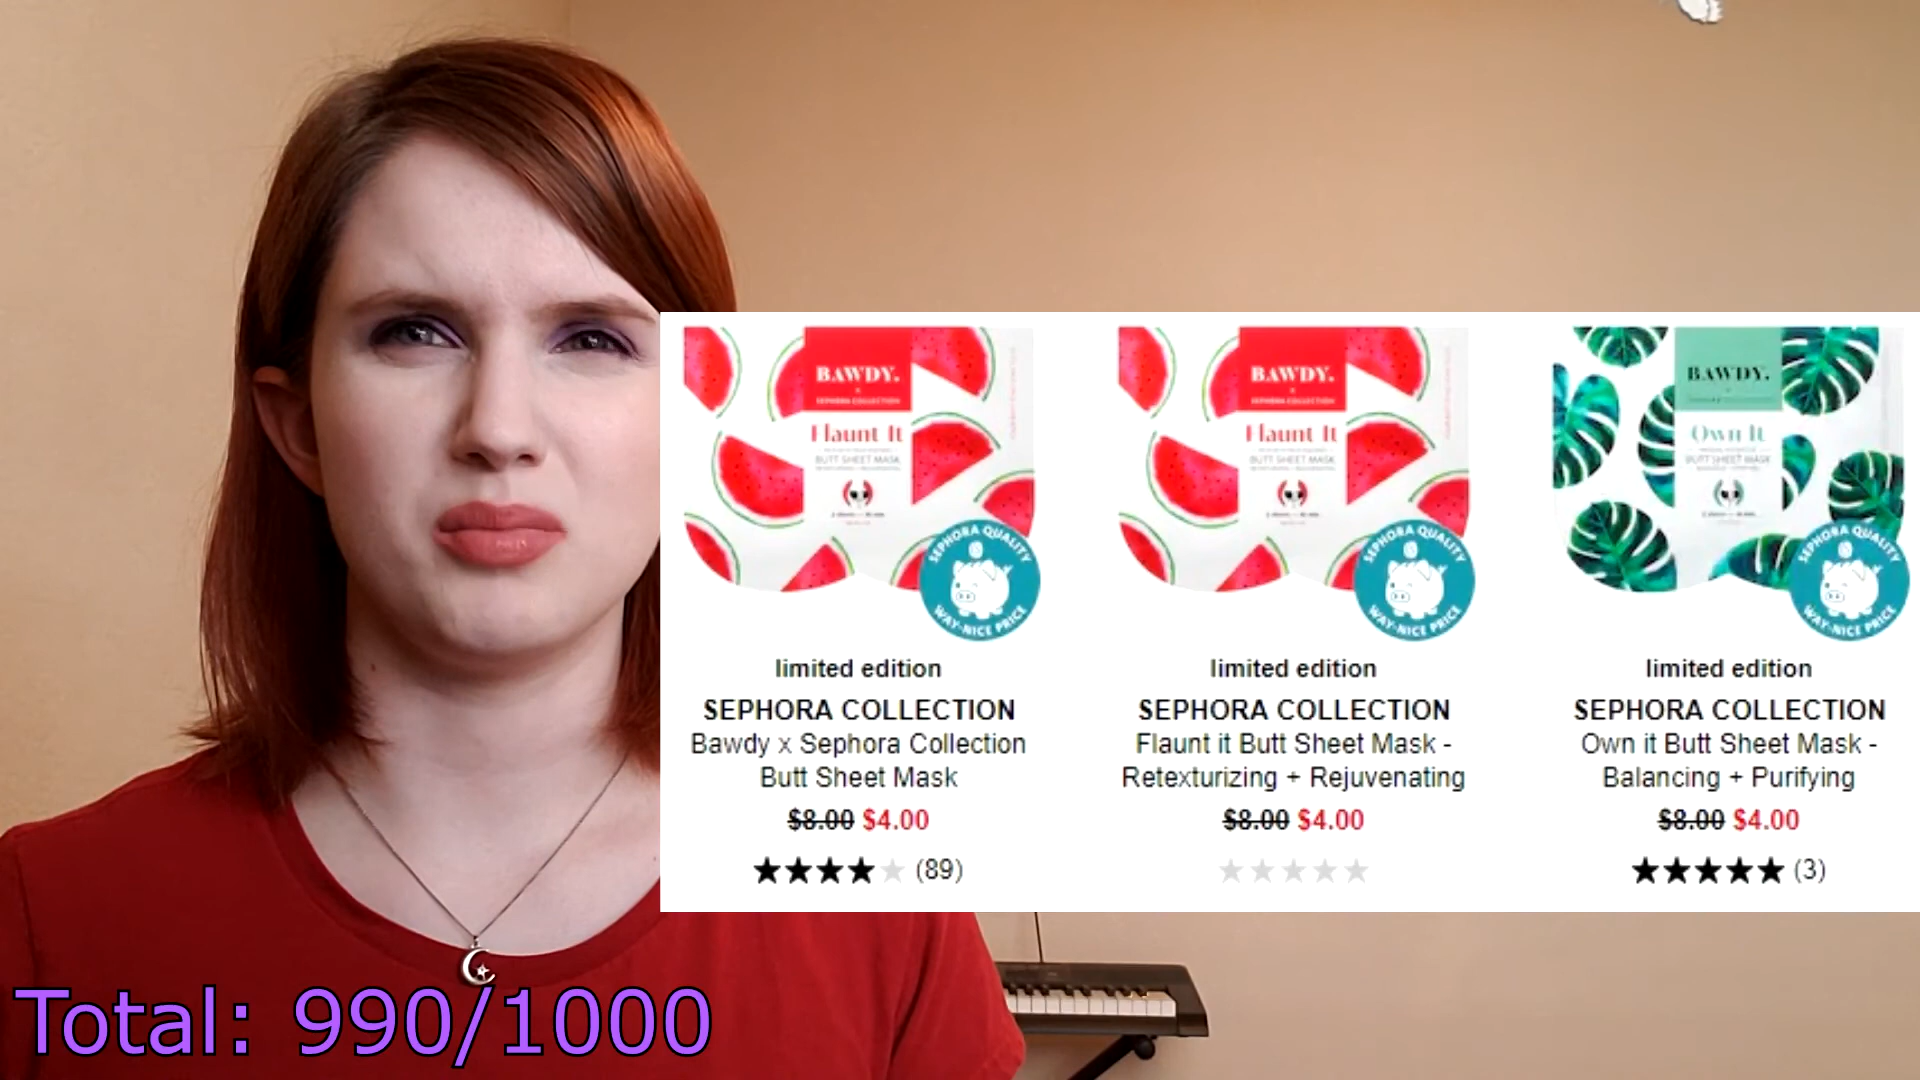 BAWDY.
SEPHORA COLLECTION
Flaunt It
BUTT SHEET MASK
SEPHORA QUALITY
WAY-NICE PRICE
limited edition
SEPHORA COLLECTION
Bawdy x Sephora Collection
Butt Sheet Mask
$8.00 $4.00
(89)
BAWDY.
SEPHORA COLLECTION
Flaunt It
BUTT SHEET MASK
SEPHORA QUALITY
WAY-NICE PRICE
limited edition
SEPHORA COLLECTION
Flaunt it Butt Sheet Mask -
Retexturizing + Rejuvenating
$8.00 $4.00
BAWDY.
Own It
BUTT SHEET MASK
SEPHORA QUALITY
WAY-NICE PRICE
limited edition
SEPHORA COLLECTION
Own it Butt Sheet Mask -
Balancing + Purifying
$8.00 $4.00
(3)
Total: 990/1000